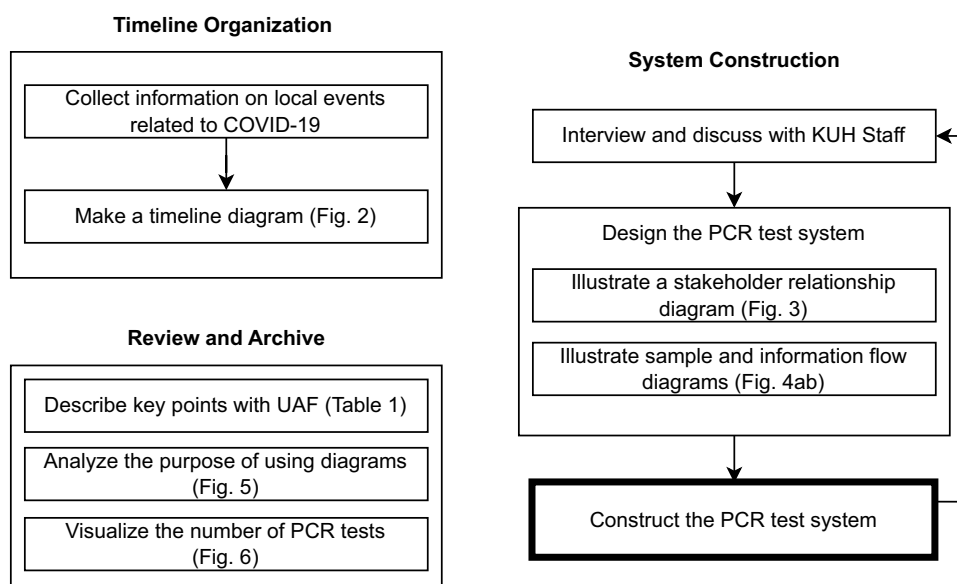 Timeline Organization
Collect information on local events
related to COVID-19
Make a timeline diagram (Fig. 2)
Review and Archive
Describe key points with UAF (Table 1)
Analyze the purpose of using diagrams
(Fig. 5)
Visualize the number of PCR tests
(Fig. 6)
System Construction
Interview and discuss with KUH Staff
Design the PCR test system
Illustrate a stakeholder relationship
diagram (Fig. 3)
Illustrate sample and information flow
diagrams (Fig. 4ab)
Construct the PCR test system